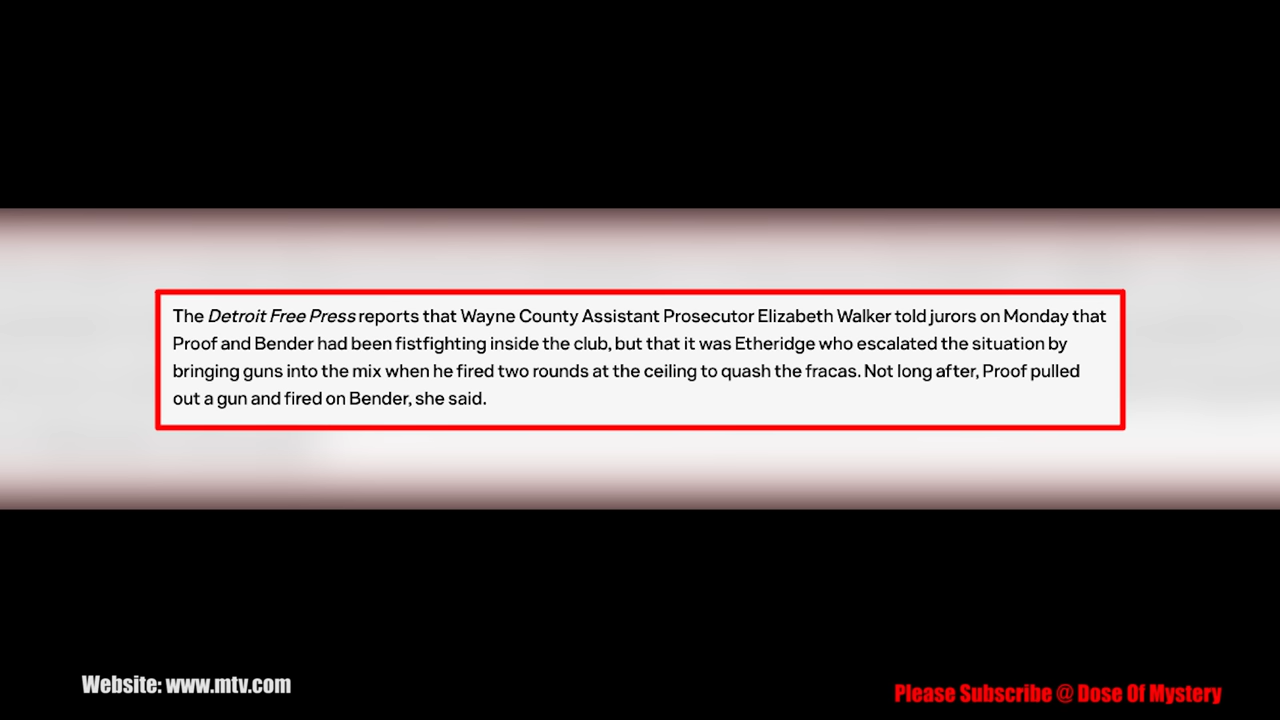 The Detroit Free Press reports that Wayne County Assistant Prosecutor Elizabeth Walker told jurors on Monday that
Proof and Bender had been fistfighting inside the club, but that it was Etheridge who escalated the situation by
bringing guns into the mix when he fired two rounds at the ceiling to quash the fracas. Not long after, Proof pulled
out a gun and fired on Bender, she said.
Website: www.mtv.com
Please Subscribe @ Dose Of Mystery